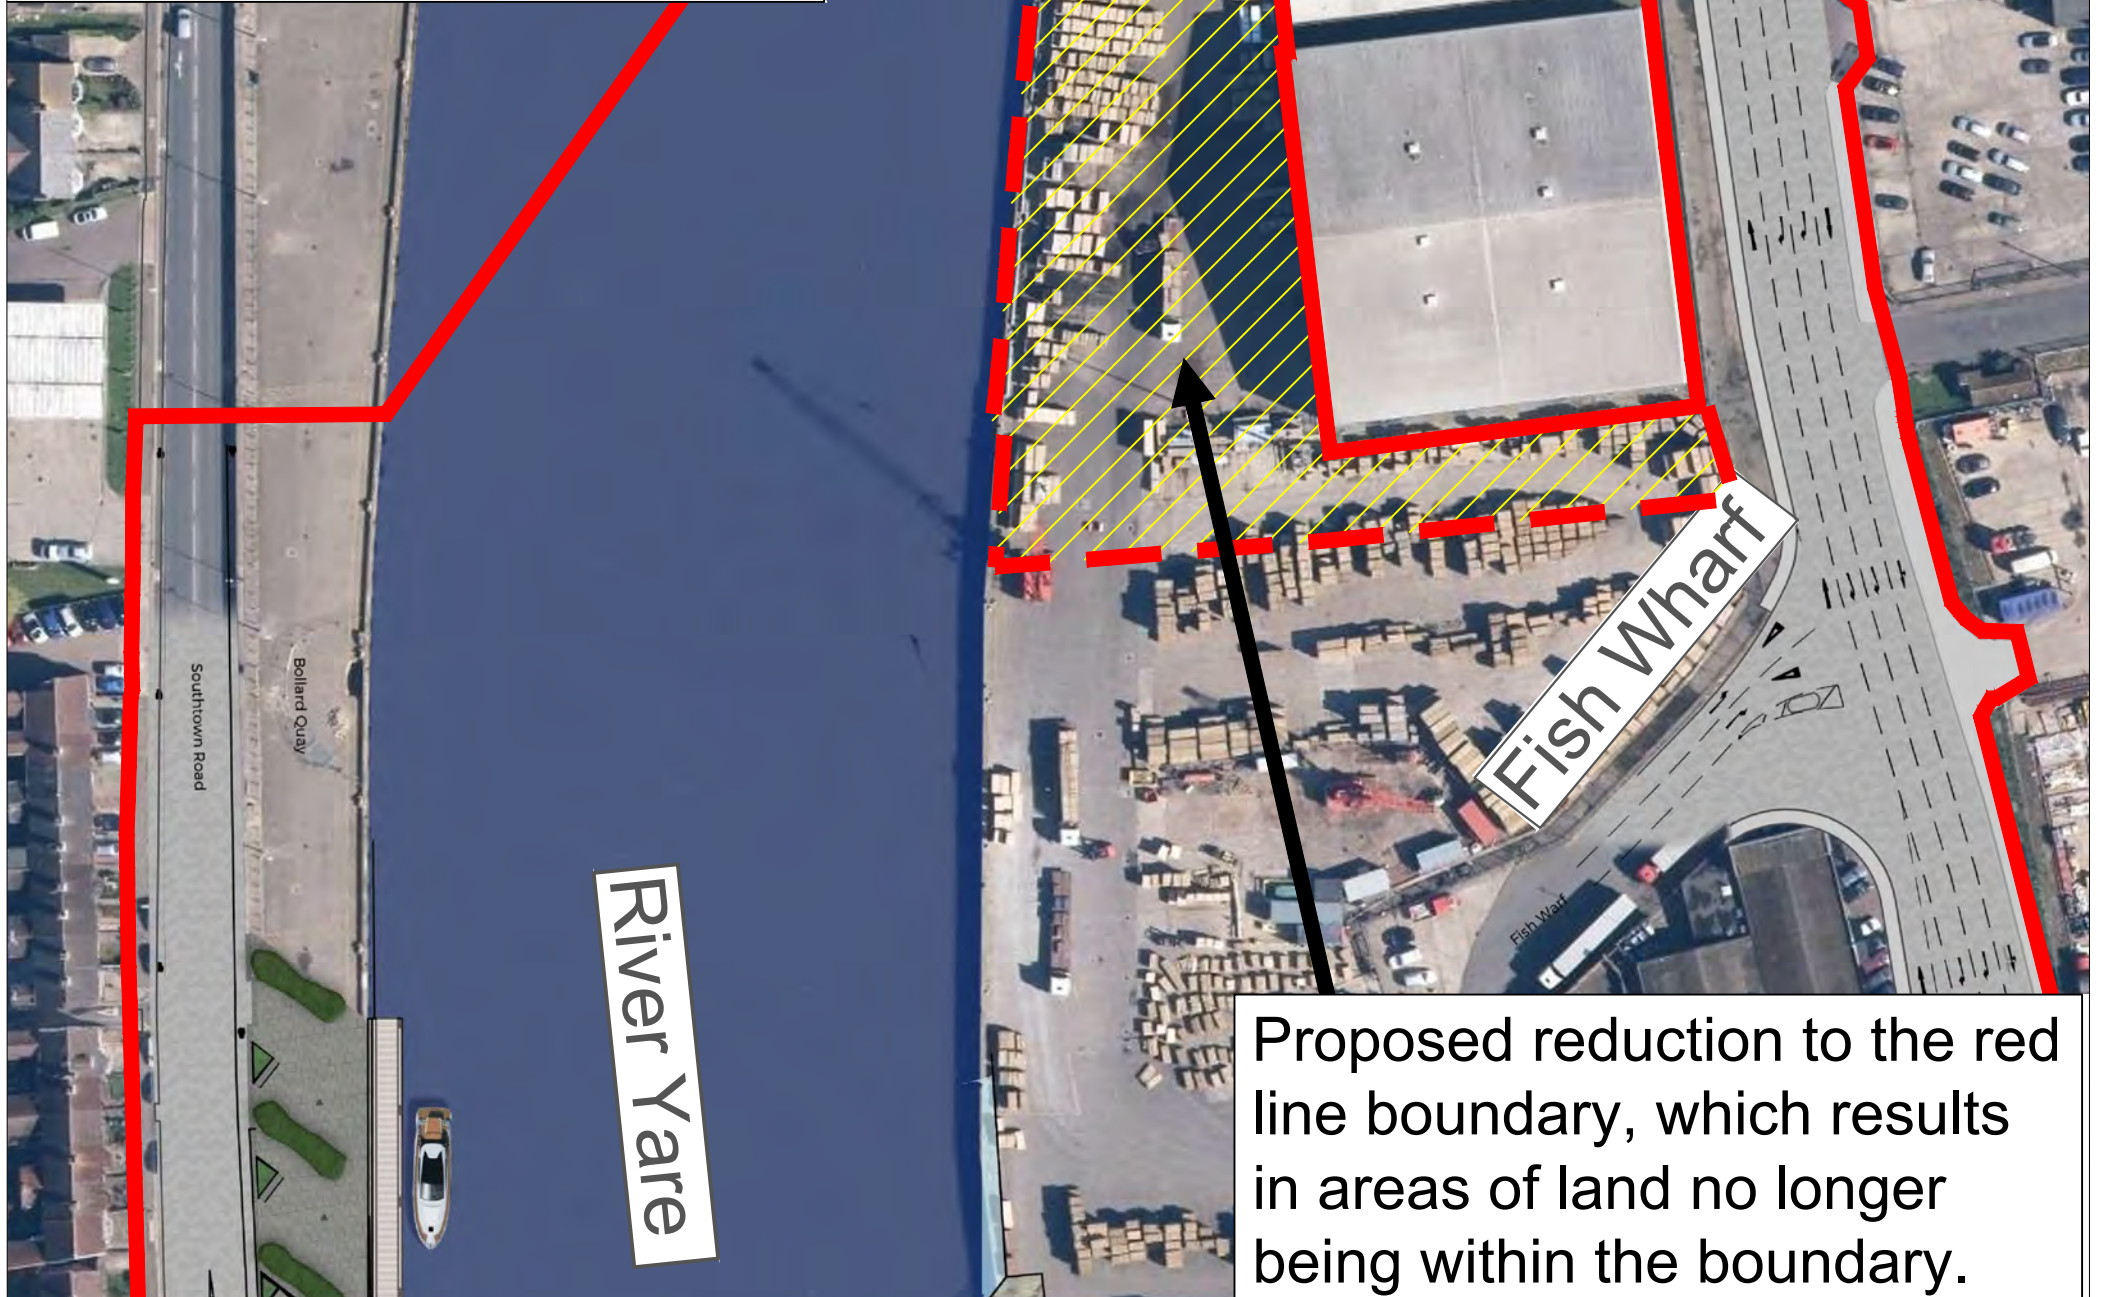 Southtown Road
Bollard Quay
River Yare
Fish Wharf
Fish Warf
Proposed reduction to the red
line boundary, which results
in areas of land no longer
being within the boundary.